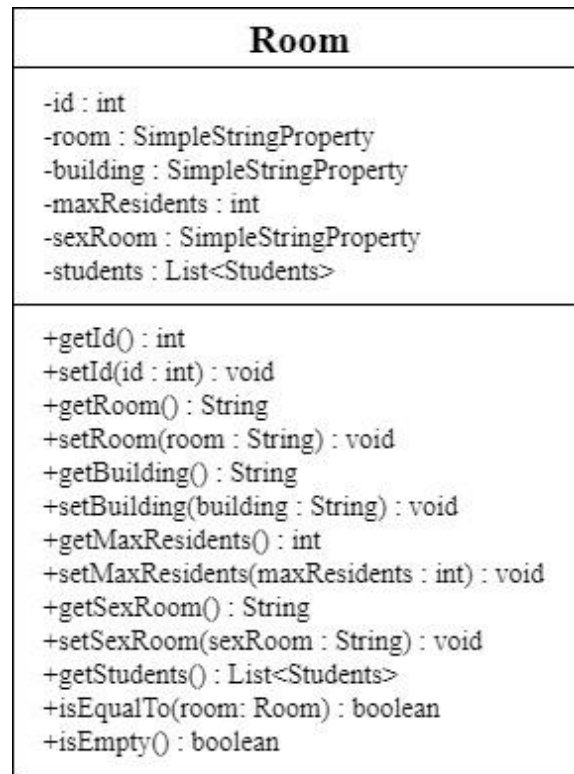 Room
-id : int
-room : SimpleStringProperty
-building : SimpleStringProperty
-maxResidents : int
-sexRoom : SimpleStringProperty
-students : List<Students>
+getId() : int
+setId(id : int) : void
+getRoom() : String
+setRoom(room : String) : void
+getBuilding() : String
+setBuilding(building : String) : void
+getMaxResidents() : int
+setMaxResidents(maxResidents : int) : void
+getSexRoom() : String
+setSexRoom(sexRoom : String) : void
+getStudents() : List<Students>
+isEqualTo(room: Room) : boolean
+isEmpty() : boolean